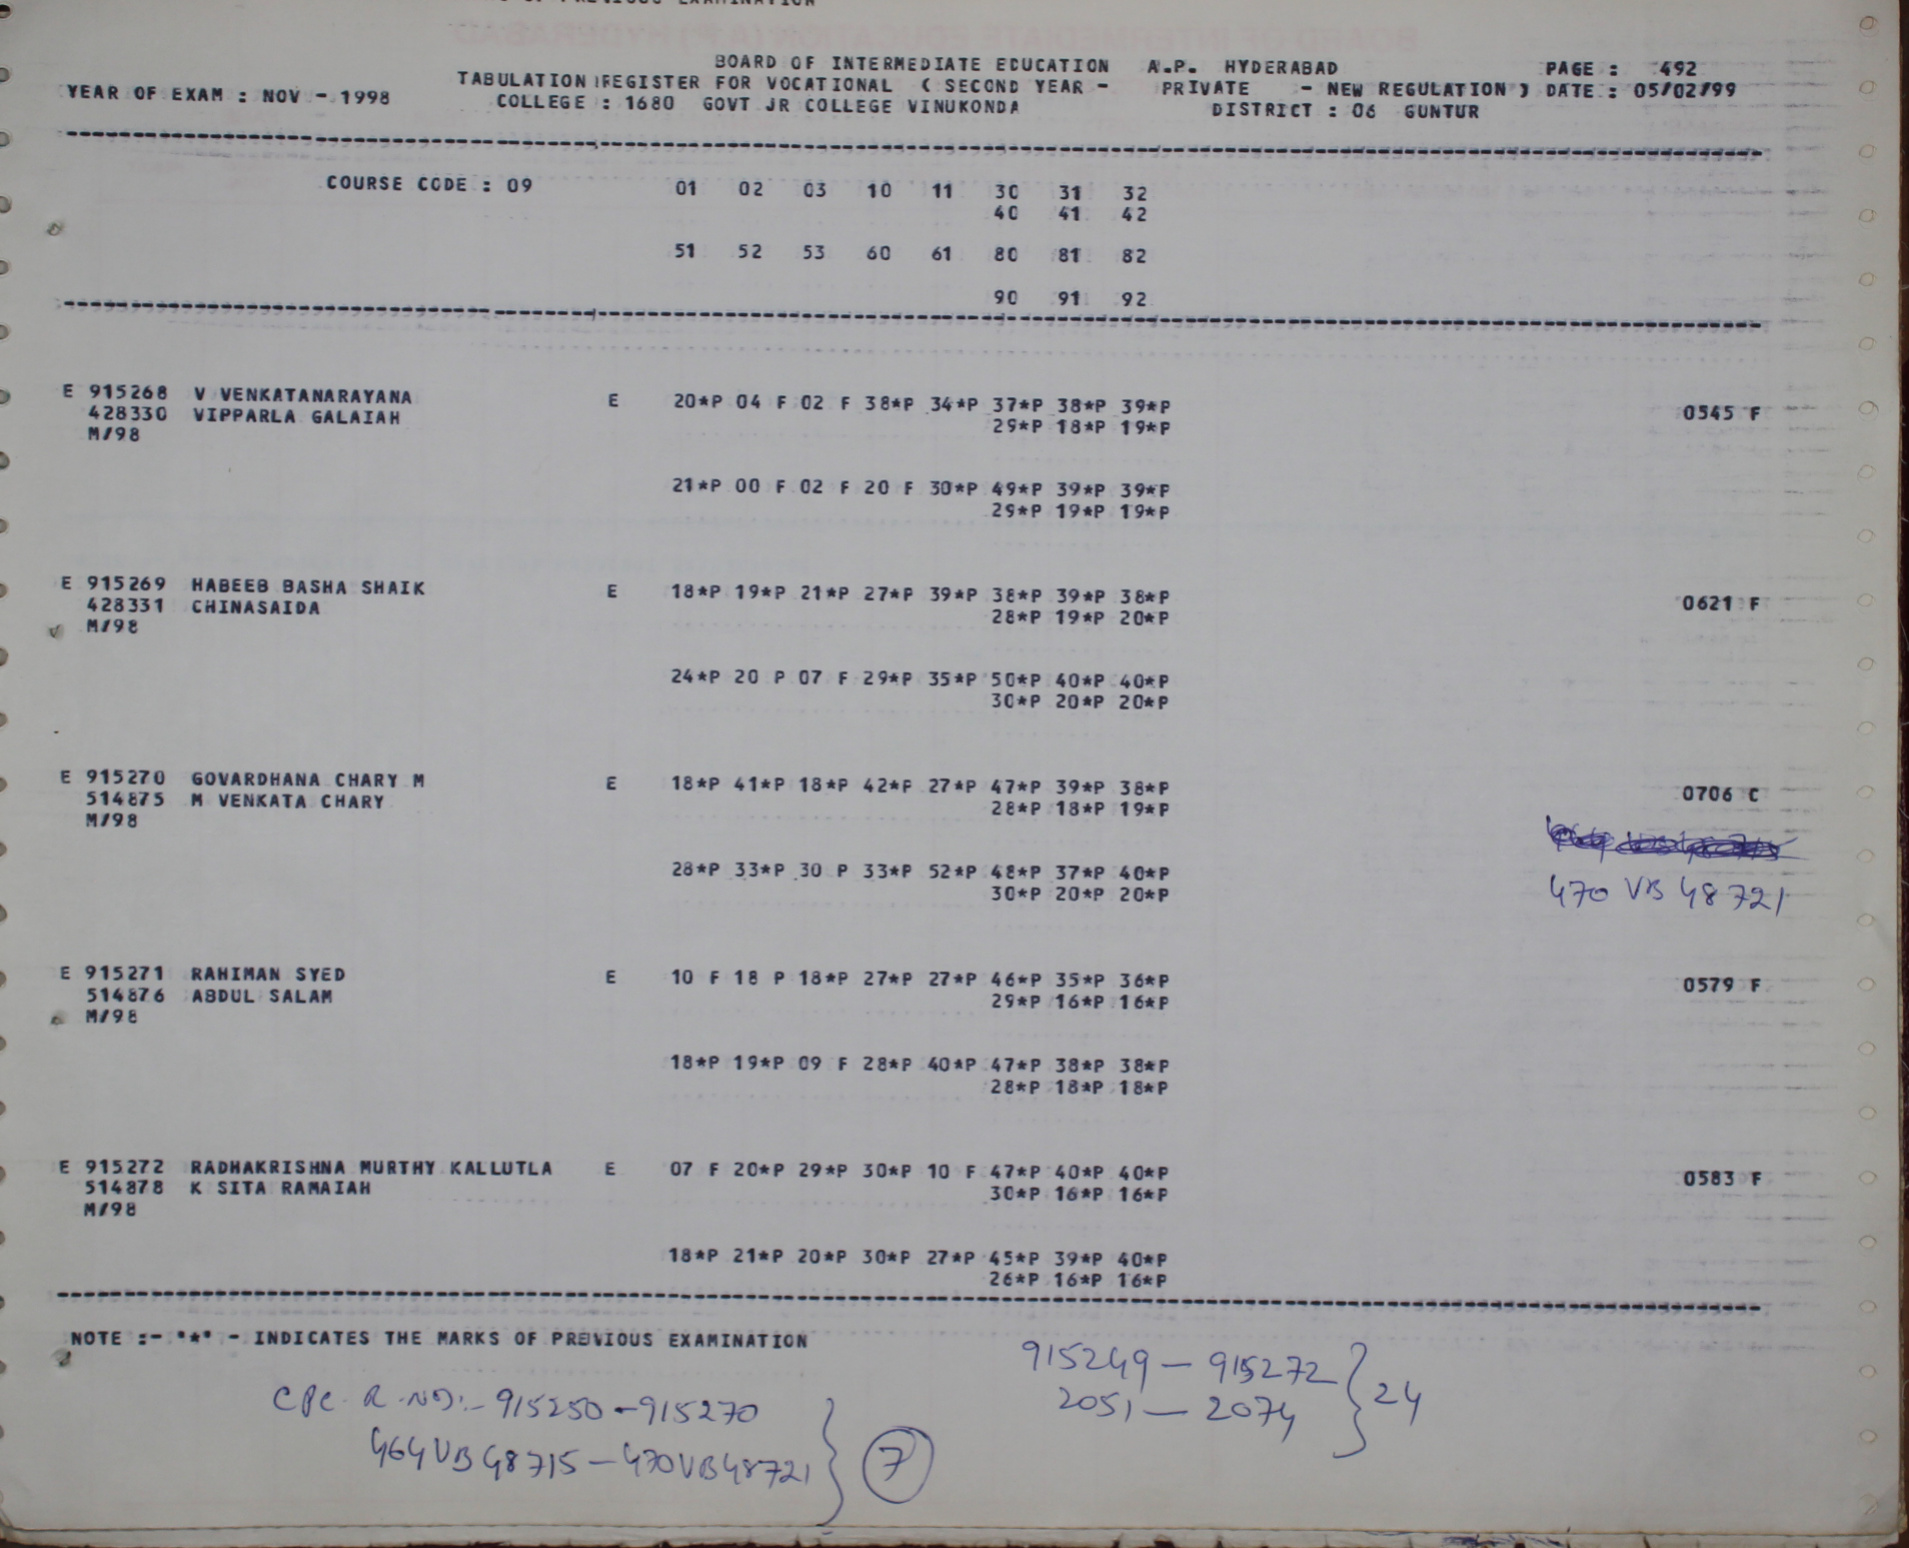 BOARD OF INTERMEDIATE EDUCATION A.P. HYDERABAD PAGE : 492
YEAR OF EXAM : NOV - 1998 TABULATION REGISTER FOR VOCATIONAL ( SECOND YEAR - PRIVATE - NEW REGULATION ) DATE : 05/02/99
COLLEGE : 1680 GOVT JR COLLEGE VINUKONDA DISTRICT : 06 GUNTUR
COURSE CODE : 09 01 02 03 10 11 30 31 32
40 41 42
51 52 53 60 61 80 81 82
90 91 92
E 915268 V VENKATANARAYANA E 20*P 04 F 02 F 38*P 34*P 37*P 38*P 39*P
428330 VIPPARLA GALAIAH 29*P 18*P 19*P 0545 F
M/98
21*P 00 F 02 F 20 F 30*P 49*P 39*P 39*P
29*P 19*P 19*P
E 915269 HABEEB BASHA SHAIK E 18*P 19*P 21*P 27*P 39*P 38*P 39*P 38*P
428331 CHINASAIDA 28*P 19*P 20*P 0621 F
M/98
24*P 20 P 07 F 29*P 35*P 50*P 40*P 40*P
30*P 20*P 20*P
E 915270 GOVARDHANA CHARY M E 18*P 41*P 18*P 42*P 27*P 47*P 39*P 38*P
514875 M VENKATA CHARY 28*P 18*P 19*P 0706 C
M/98
28*P 33*P 30 P 33*P 52*P 48*P 37*P 40*P
30*P 20*P 20*P 470 VB 48721
E 915271 RAHIMAN SYED E 10 F 18 P 18*P 27*P 27*P 46*P 35*P 36*P
514876 ABDUL SALAM 29*P 16*P 16*P 0579 F
M/98
18*P 19*P 09 F 28*P 40*P 47*P 38*P 38*P
28*P 18*P 18*P
E 915272 RADHAKRISHNA MURTHY KALLUTLA E 07 F 20*P 29*P 30*P 10 F 47*P 40*P 40*P
514878 K SITA RAMAIAH 30*P 16*P 16*P 0583 F
M/98
18*P 21*P 20*P 30*P 27*P 45*P 39*P 40*P
26*P 16*P 16*P
NOTE :- "*" - INDICATES THE MARKS OF PREVIOUS EXAMINATION
915249 - 915272 } 24
2051 - 2074
CPC R.NO:- 915250 - 915270
464VB48715 - 470VB48721 } 7